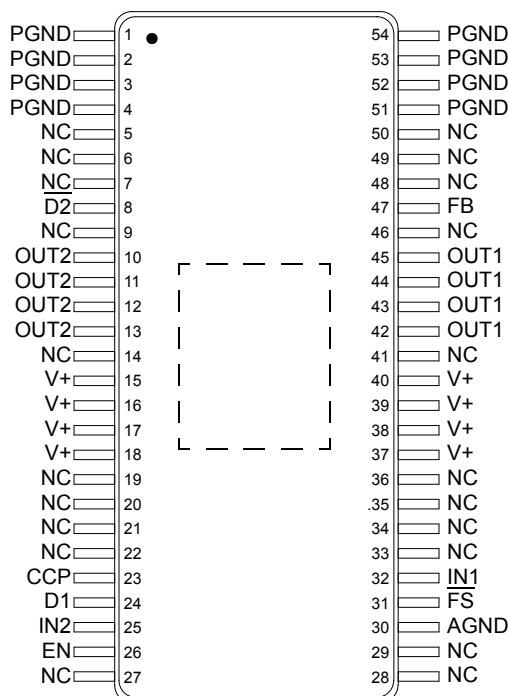 PGND 1 54 PGND
PGND 2 53 PGND
PGND 3 52 PGND
PGND 4 51 PGND
NC 5 50 NC
NC 6 49 NC
NC 7 48 NC
D2 8 47 FB
NC 9 46 NC
OUT2 10 45 OUT1
OUT2 11 44 OUT1
OUT2 12 43 OUT1
OUT2 13 42 OUT1
NC 14 41 NC
V+ 15 40 V+
V+ 16 39 V+
V+ 17 38 V+
V+ 18 37 V+
NC 19 36 NC
NC 20 .35 NC
NC 21 34 NC
NC 22 33 NC
CCP 23 32 IN1
D1 24 31 FS
IN2 25 30 AGND
EN 26 29 NC
NC 27 28 NC